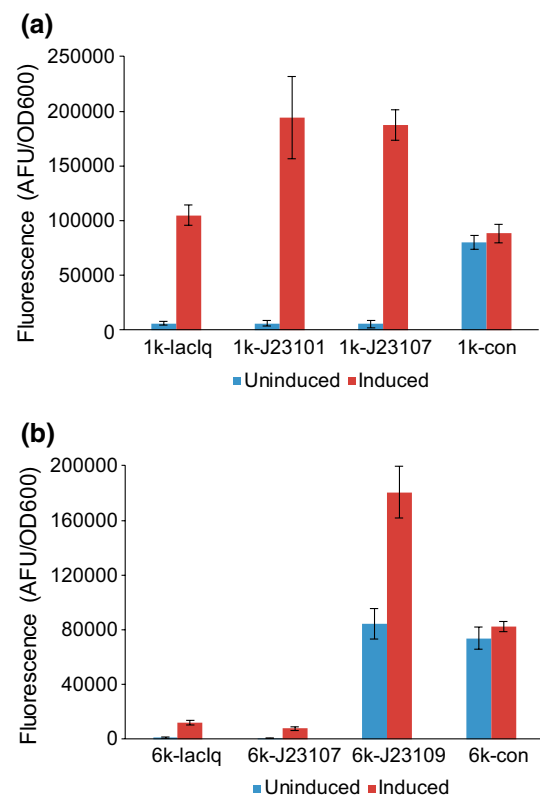 (a)
Fluorescence (AFU/OD600)
250000
200000
150000
100000
50000
0
1k-lacIq 1k-J23101 1k-J23107 1k-con
Uninduced Induced
(b)
Fluorescence (AFU/OD600)
200000
160000
120000
80000
40000
0
6k-lacIq 6k-J23107 6k-J23109 6k-con
Uninduced Induced